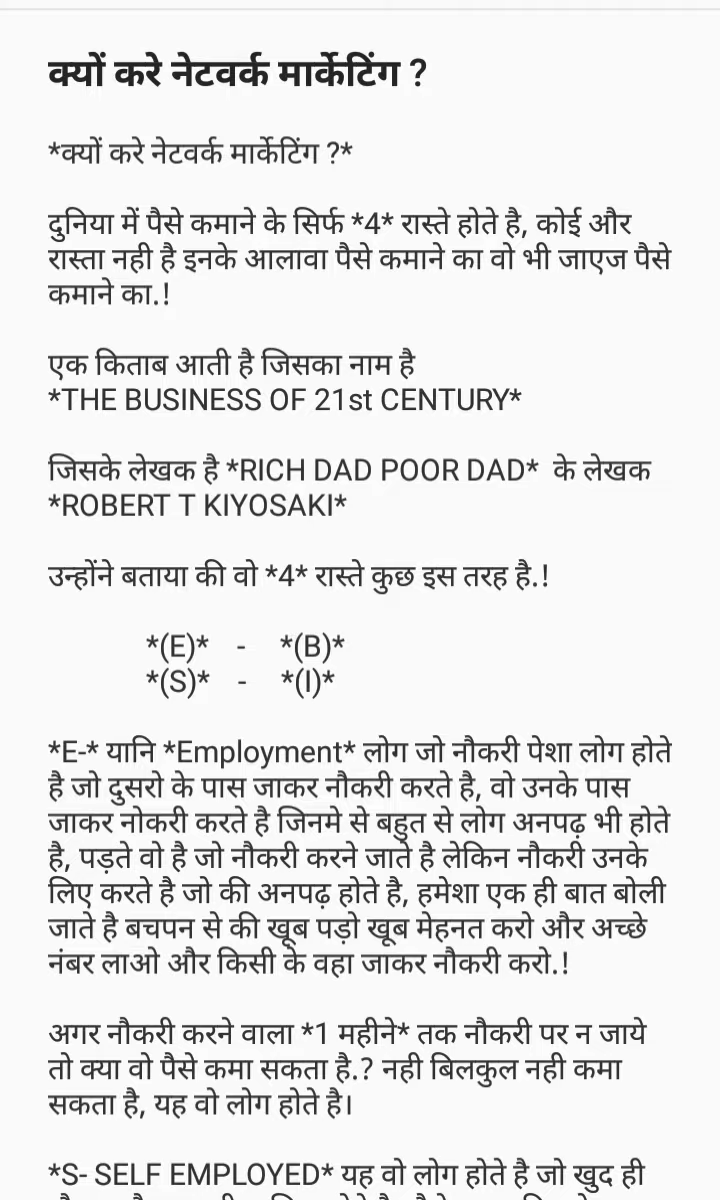 क्यों करे नेटवर्क मार्केटिंग ?
*क्यों करे नेटवर्क मार्केटिंग ?*
दुनिया में पैसे कमाने के सिर्फ *4* रास्ते होते है, कोई और
रास्ता नही है इनके आलावा पैसे कमाने का वो भी जाएज पैसे
कमाने का.!
एक किताब आती है जिसका नाम है
*THE BUSINESS OF 21st CENTURY*
जिसके लेखक है *RICH DAD POOR DAD* के लेखक
*ROBERT T KIYOSAKI*
उन्होंने बताया की वो *4* रास्ते कुछ इस तरह है.!
*(E)* - *(B)*
*(S)* - *(I)*
*E-* यानि *Employment* लोग जो नौकरी पेशा लोग होते
है जो दुसरो के पास जाकर नौकरी करते है, वो उनके पास
जाकर नोकरी करते है जिनमे से बहुत से लोग अनपढ़ भी होते
है, पड़ते वो है जो नौकरी करने जाते है लेकिन नौकरी उनके
लिए करते है जो की अनपढ़ होते है, हमेशा एक ही बात बोली
जाते है बचपन से की खूब पड़ो खूब मेहनत करो और अच्छे
नंबर लाओ और किसी के वहा जाकर नौकरी करो.!
अगर नौकरी करने वाला *1 महीने* तक नौकरी पर न जाये
तो क्या वो पैसे कमा सकता है.? नही बिलकुल नही कमा
सकता है, यह वो लोग होते है।
*S- SELF EMPLOYED* यह वो लोग होते है जो खुद ही